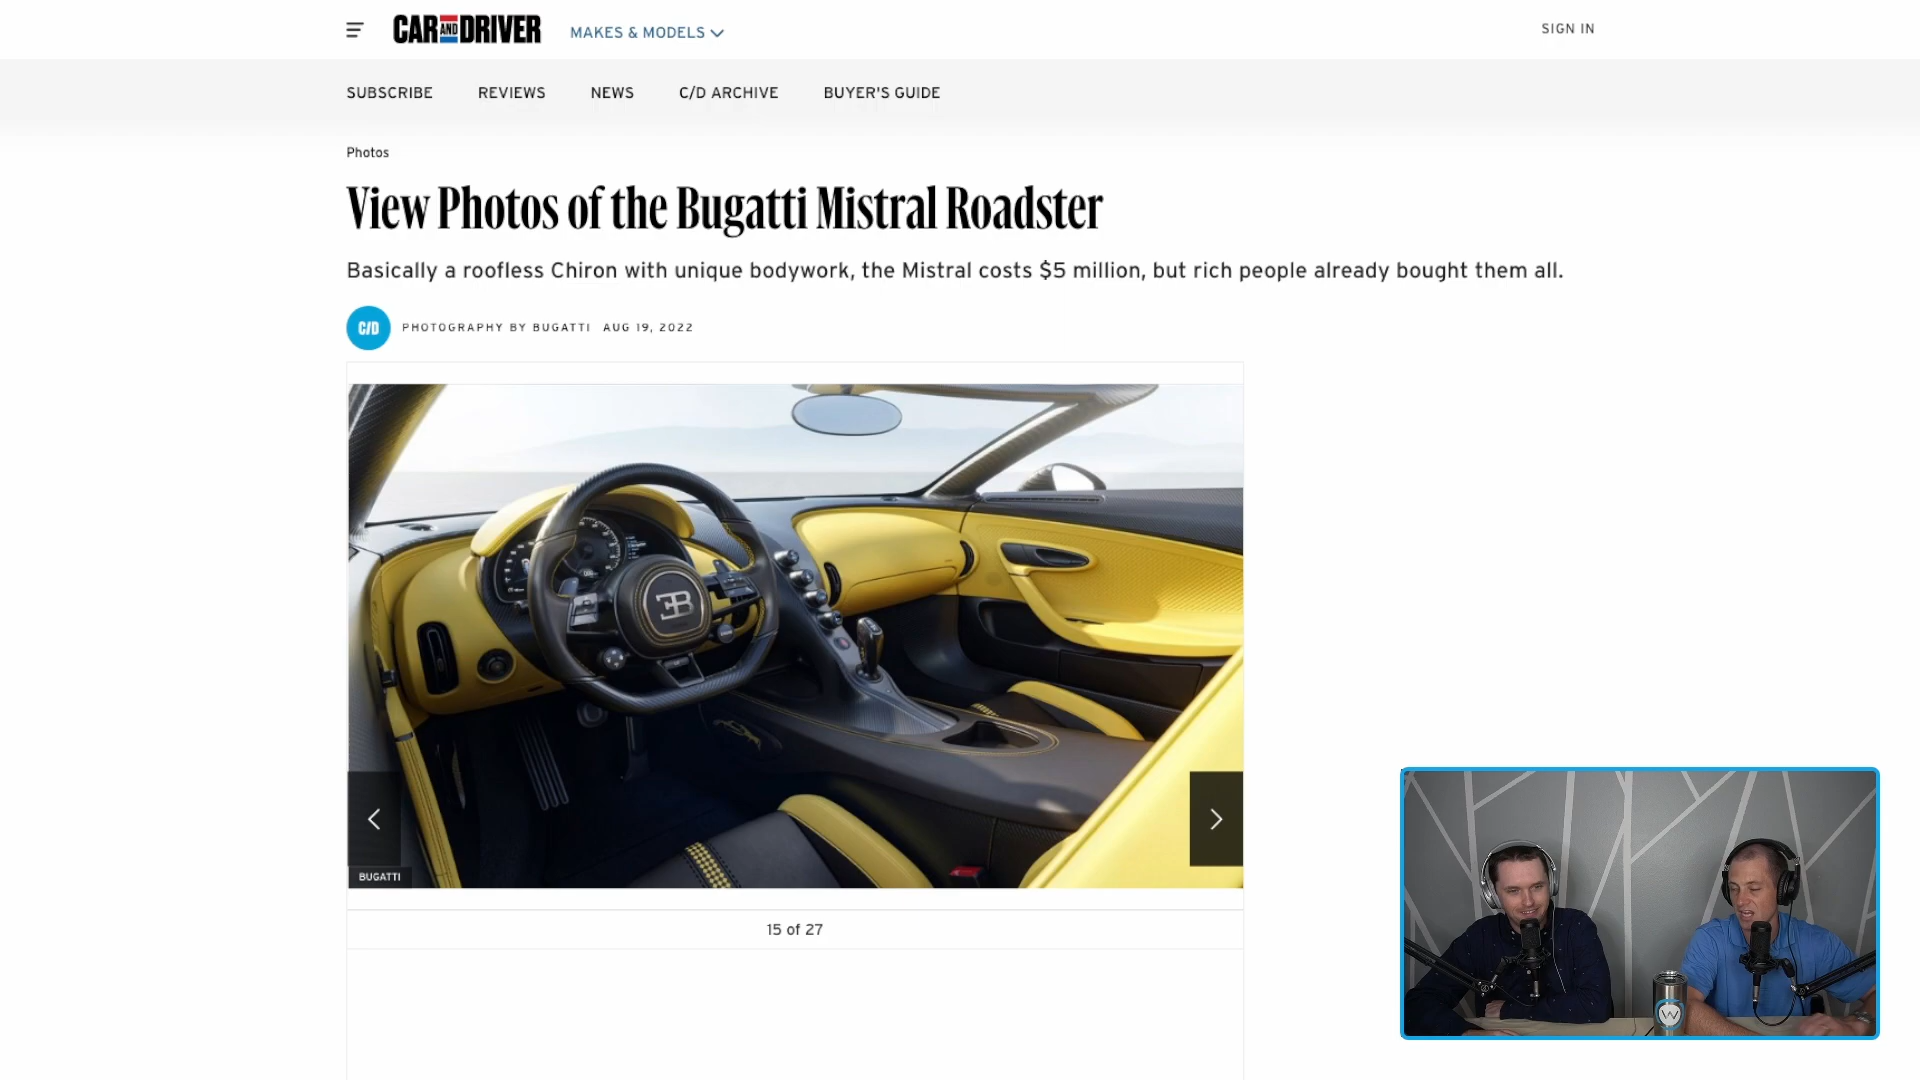 CAR AND DRIVER
MAKES & MODELS
SIGN IN
SUBSCRIBE
REVIEWS
NEWS
C/D ARCHIVE
BUYER'S GUIDE
Photos
View Photos of the Bugatti Mistral Roadster
Basically a roofless Chiron with unique bodywork, the Mistral costs $5 million, but rich people already bought them all.
C/D
PHOTOGRAPHY BY BUGATTI AUG 19, 2022
EB
BUGATTI
15 of 27
W